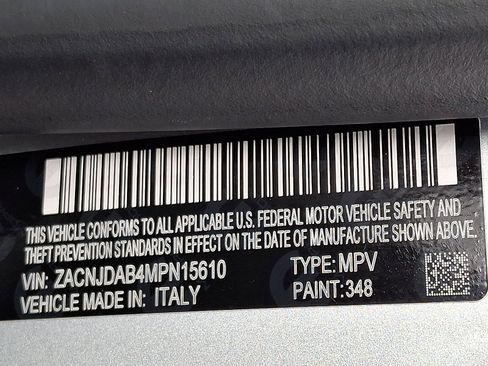 THIS VEHICLE CONFORMS TO ALL APPLICABLE U.S. FEDERAL MOTOR VEHICLE SAFETY AND
THEFT PREVENTION STANDARDS IN EFFECT ON THE DATE OF MANUFACTURE SHOWN ABOVE.
VIN: ZACNJDAB4MPN15610 TYPE: MPV
VEHICLE MADE IN: ITALY PAINT: 348